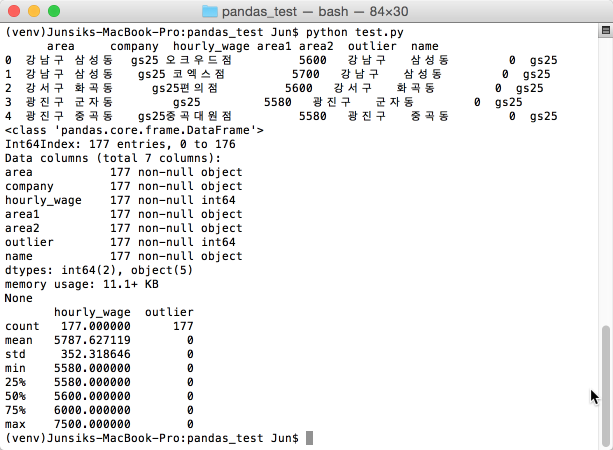 pandas_test — bash — 84×30
(venv)Junsiks-MacBook-Pro:pandas_test Jun$ python test.py
area company hourly_wage area1 area2 outlier name
0 강남구 삼성동 gs25 오크우드점 5600 강남구 삼성동 0 gs25
1 강남구 삼성동 gs25 코엑스점 5700 강남구 삼성동 0 gs25
2 강서구 화곡동 gs25편의점 5600 강서구 화곡동 0 gs25
3 광진구 군자동 gs25 5580 광진구 군자동 0 gs25
4 광진구 중곡동 gs25중곡대원점 5580 광진구 중곡동 0 gs25
<class 'pandas.core.frame.DataFrame'>
Int64Index: 177 entries, 0 to 176
Data columns (total 7 columns):
area 177 non-null object
company 177 non-null object
hourly_wage 177 non-null int64
area1 177 non-null object
area2 177 non-null object
outlier 177 non-null int64
name 177 non-null object
dtypes: int64(2), object(5)
memory usage: 11.1+ KB
None
hourly_wage outlier
count 177.000000 177
mean 5787.627119 0
std 352.318646 0
min 5580.000000 0
25% 5580.000000 0
50% 5600.000000 0
75% 6000.000000 0
max 7500.000000 0
(venv)Junsiks-MacBook-Pro:pandas_test Jun$